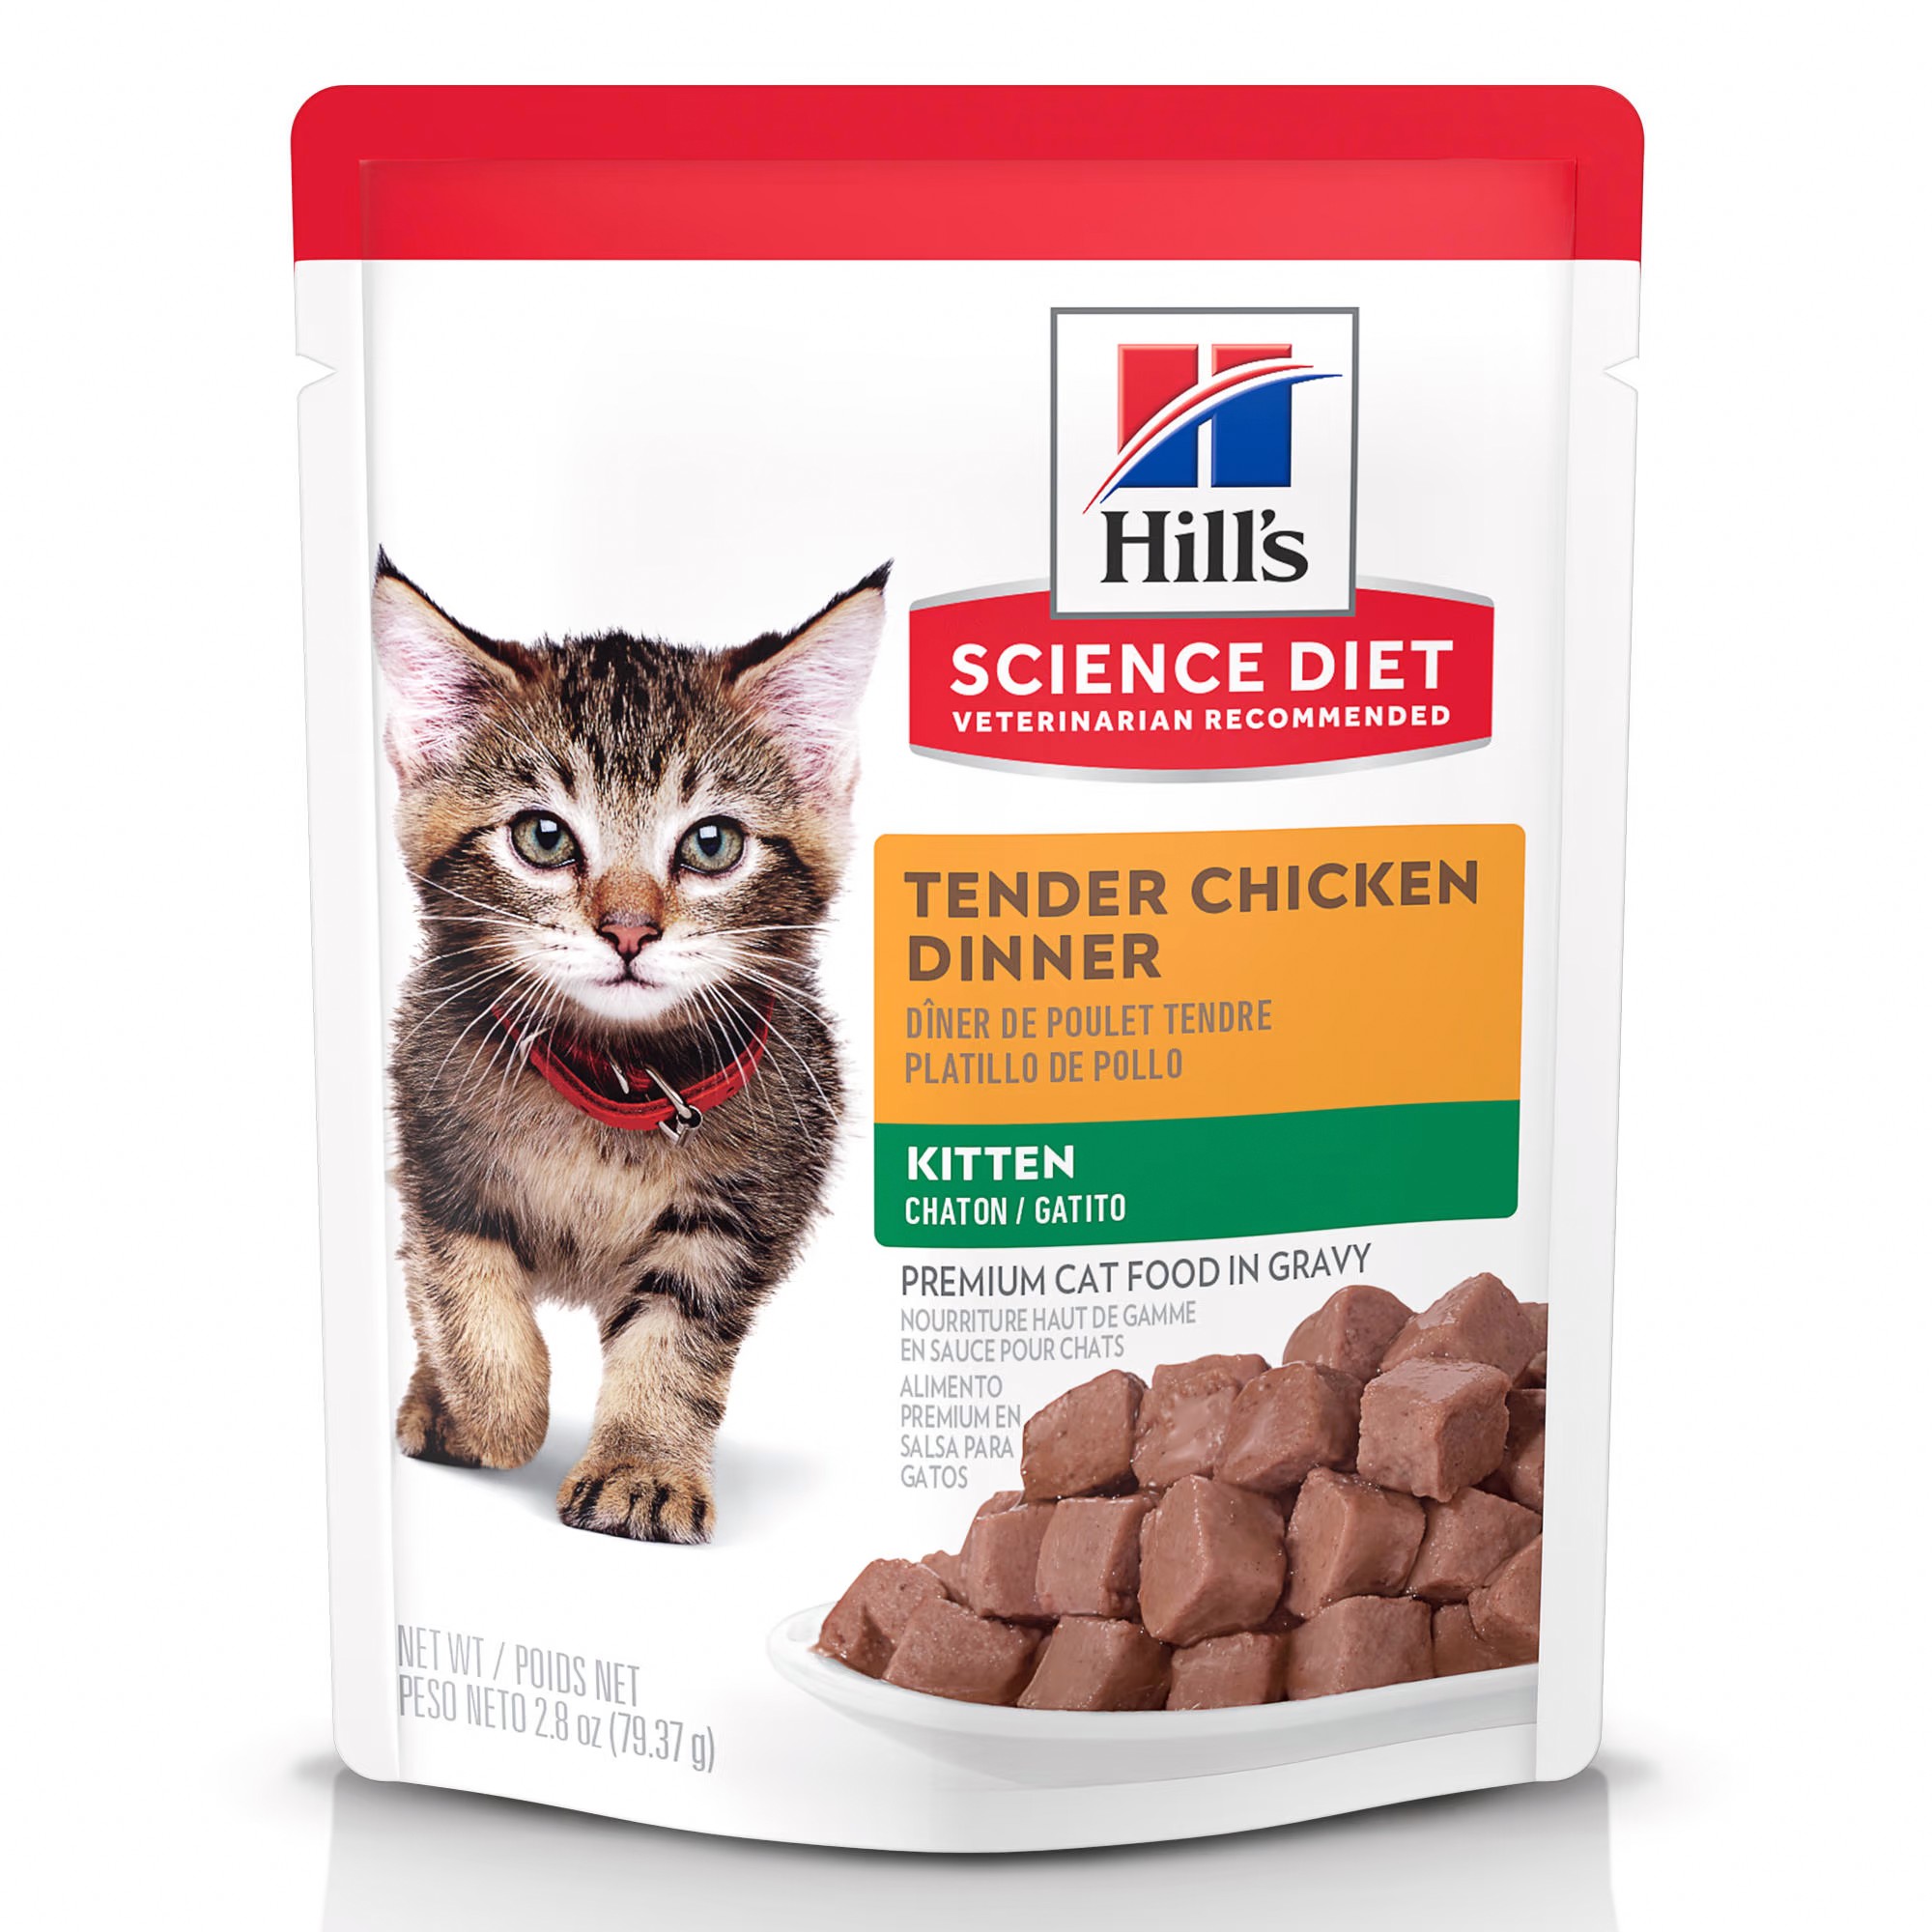 Hill's
SCIENCE DIET
VETERINARIAN RECOMMENDED
TENDER CHICKEN
DINNER
DÎNER DE POULET TENDRE
PLATILLO DE POLLO
KITTEN
CHATON / GATITO
PREMIUM CAT FOOD IN GRAVY
NOURRITURE HAUT DE GAMME
EN SAUCE POUR CHATS
ALIMENTO
PREMIUM EN
SALSA PARA
GATOS
NET WT / POIDS NET
PESO NETO 2.8 oz (79.37 g)